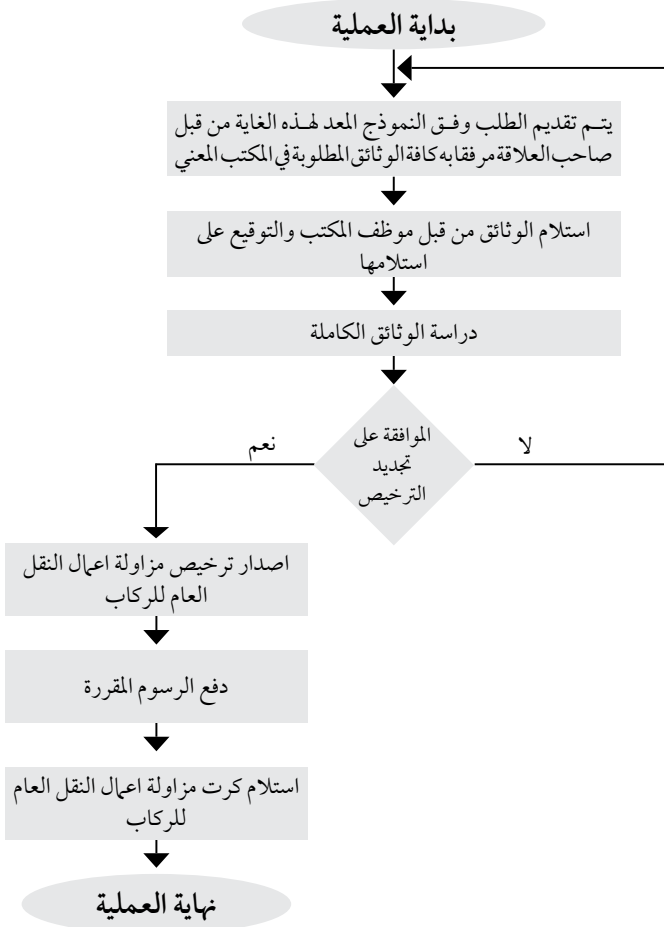 بداية العملية
يتم تقديم الطلب وفق النموذج المعد لهذه الغاية من قبل
صاحب العلاقة مرفقا به كافة الوثائق المطلوبة في المكتب المعني
استلام الوثائق من قبل موظف المكتب والتوقيع على
استلامها
دراسة الوثائق الكاملة
الموافقة على
تجديد
الترخيص
لا
نعم
اصدار ترخيص مزاولة اعمال النقل
العام للركاب
دفع الرسوم المقررة
استلام كرت مزاولة اعمال النقل العام
للركاب
نهاية العملية